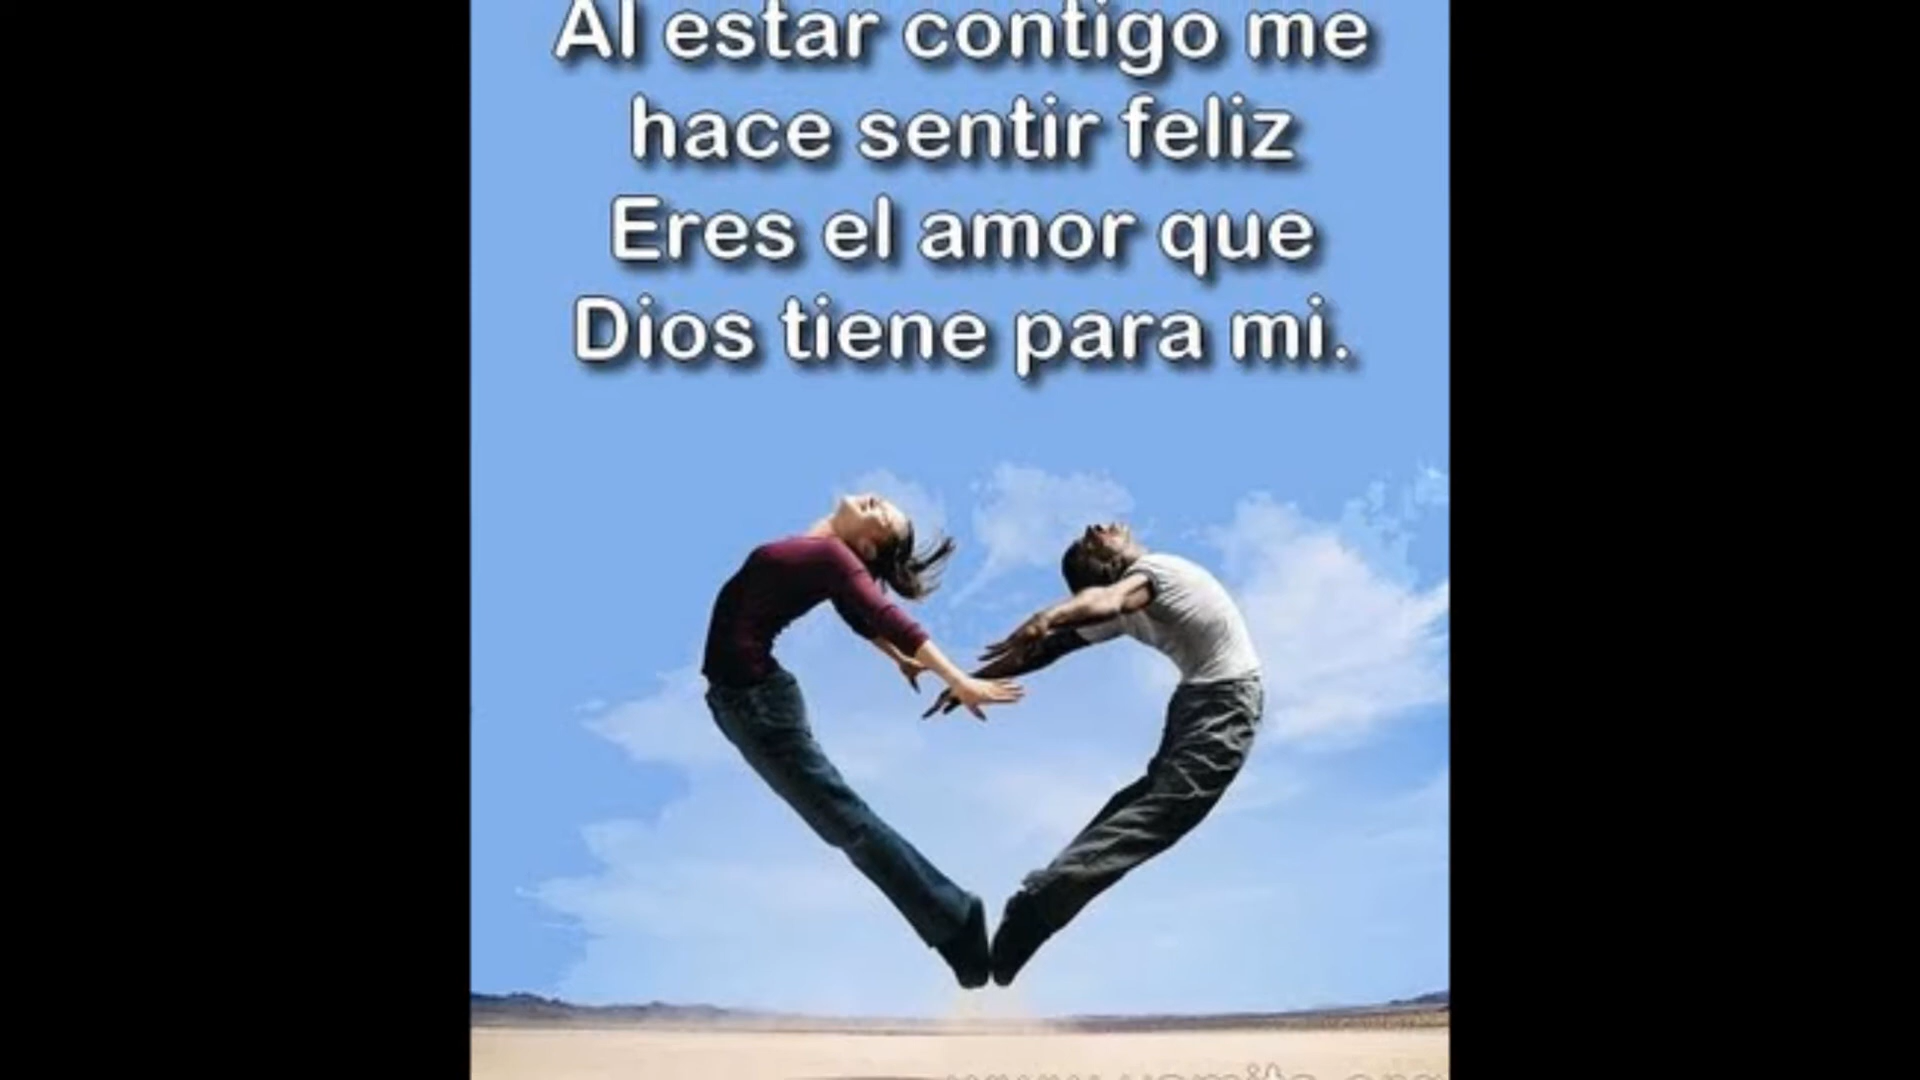 Al estar contigo me
hace sentir feliz
Eres el amor que
Dios tiene para mi.